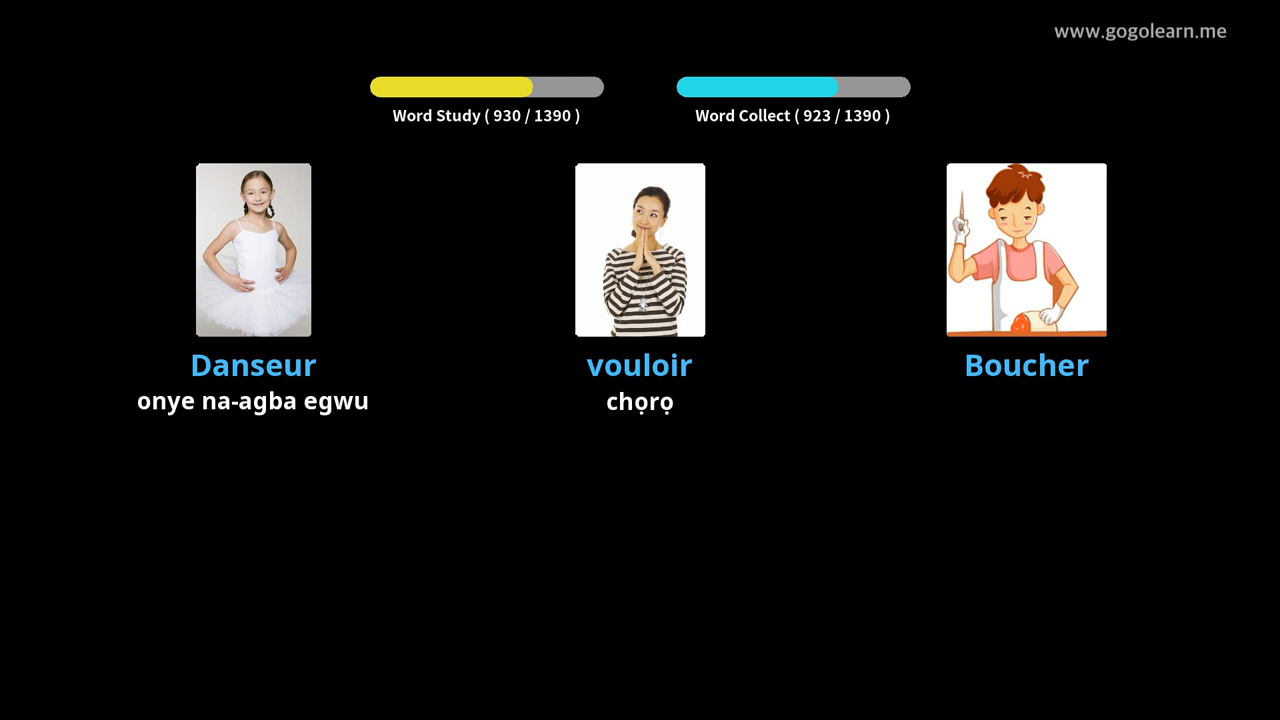 www.gogolearn.me
Word Study ( 930 / 1390 )
Word Collect ( 923 / 1390 )
Danseur
onye na-agba egwu
vouloir
chọrọ
Boucher